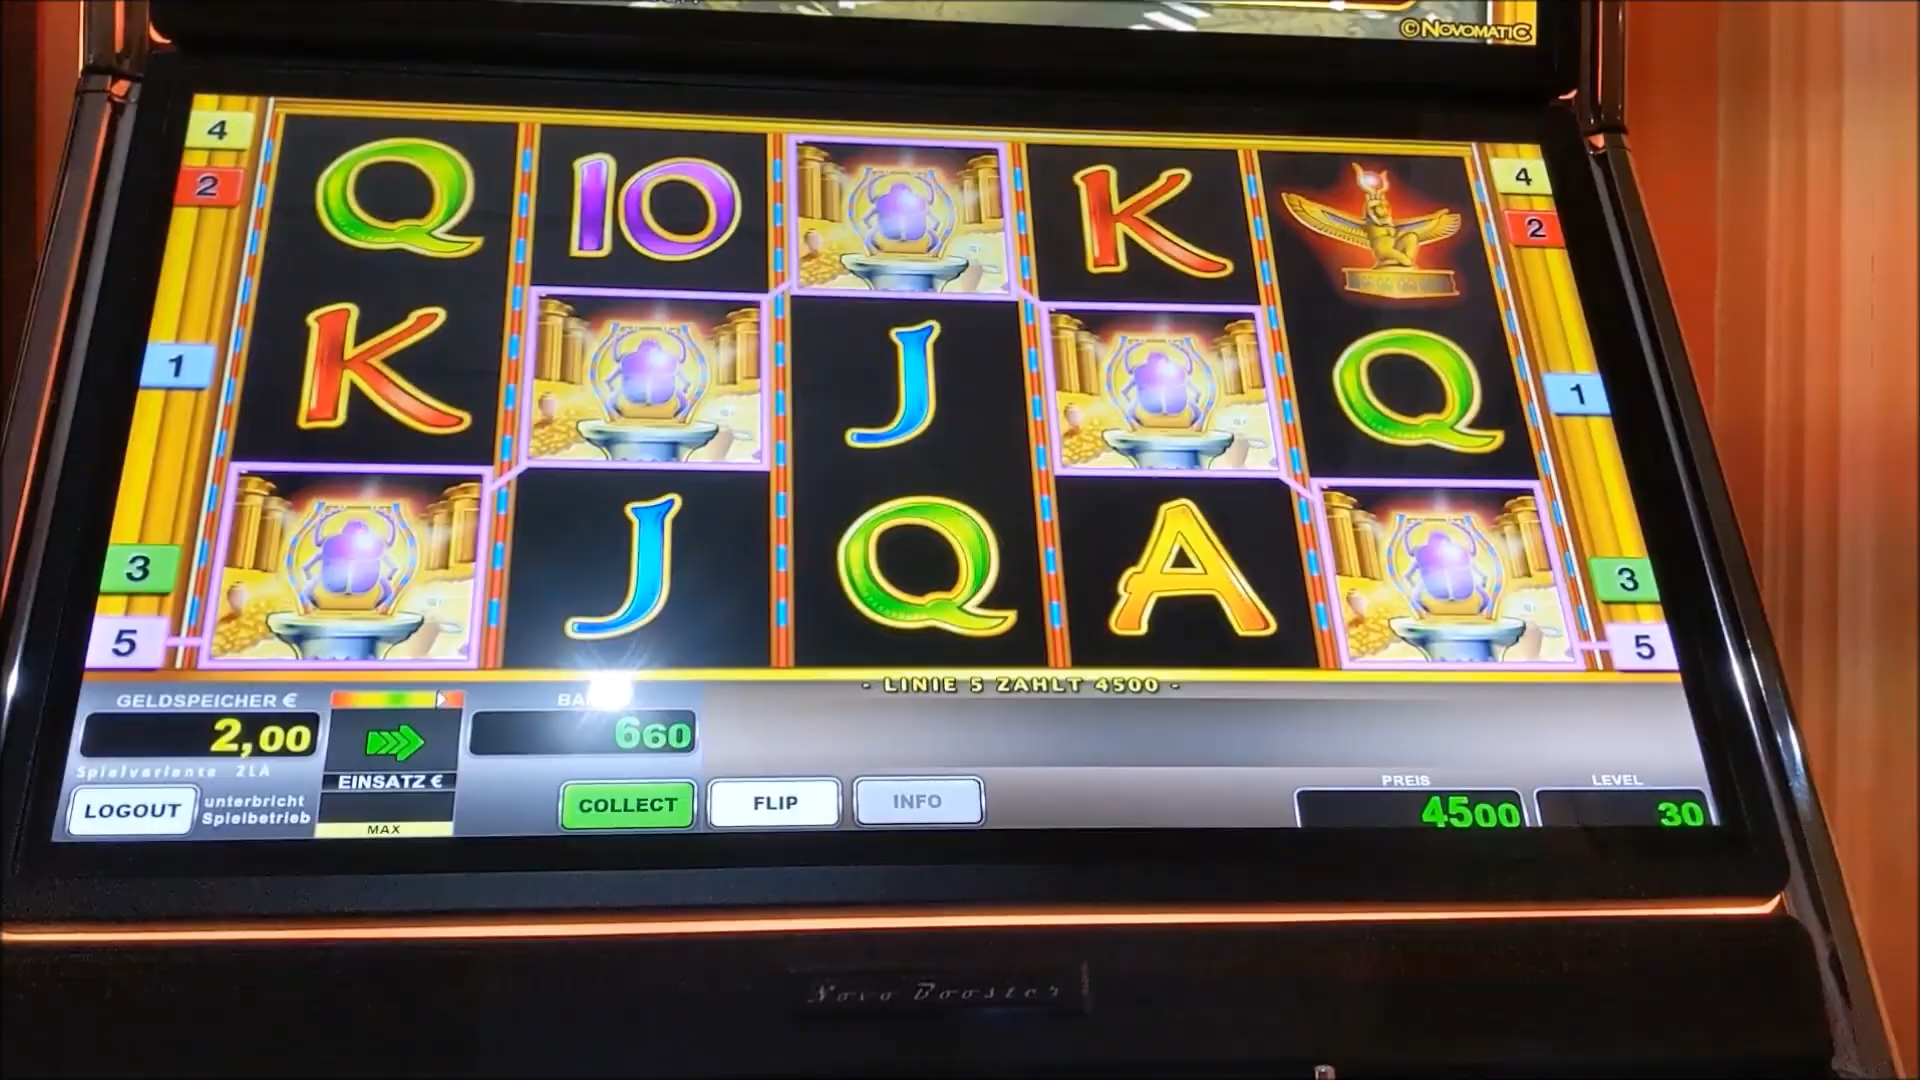 © NOVOMATIC
4
2
1
3
5
Q 10 K
K J Q
J Q A
4
2
1
3
5
- LINIE 5 ZAHLT 4500 -
GELDSPEICHER €
2,00
Spielvariante 2LA
LOGOUT
unterbricht
Spielbetrieb
EINSATZ €
MAX
660
COLLECT
FLIP
INFO
PREIS
4500
LEVEL
30
Novo Booster